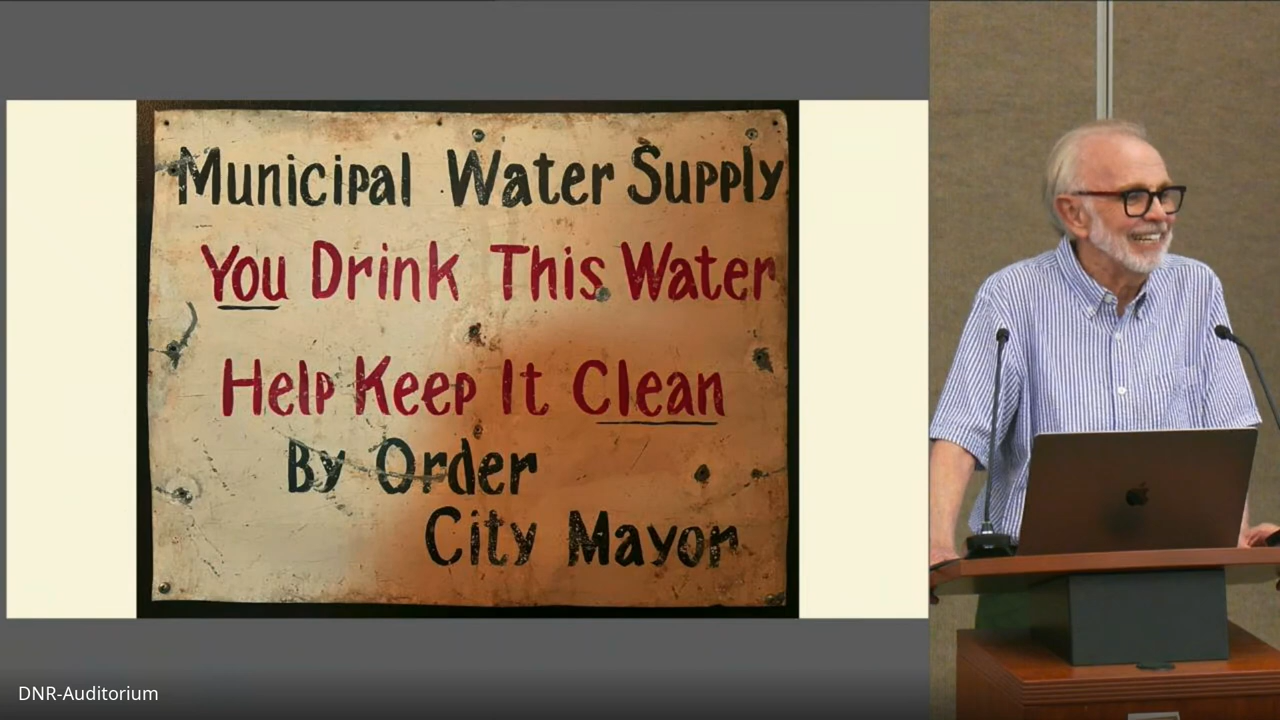 Municipal Water Supply
You Drink This Water
Help Keep It Clean
By Order
City Mayor
DNR-Auditorium